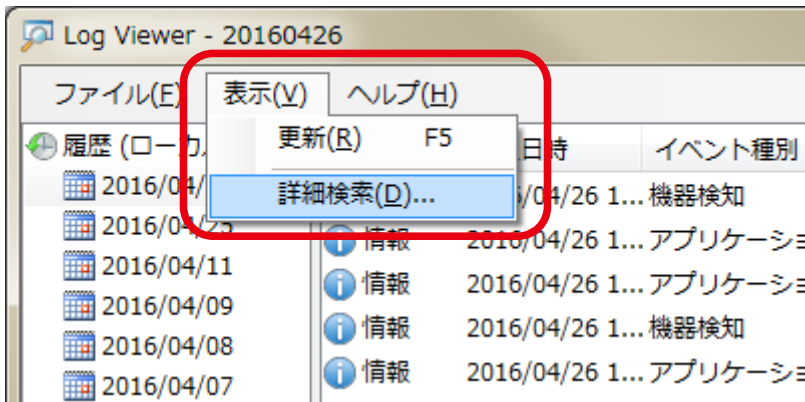 Log Viewer - 20160426
ファイル(F) 表示(V) ヘルプ(H)
更新(R) F5
詳細検索(D)...
履歴 (ローカ
日時 イベント種別
2016/04/
2016/04/25
2016/04/11
2016/04/09
2016/04/08
2016/04/07
/04/26 1... 機器検知
情報 2016/04/26 1... アプリケーショ
情報 2016/04/26 1... アプリケーショ
情報 2016/04/26 1... 機器検知
情報 2016/04/26 1... アプリケーショ